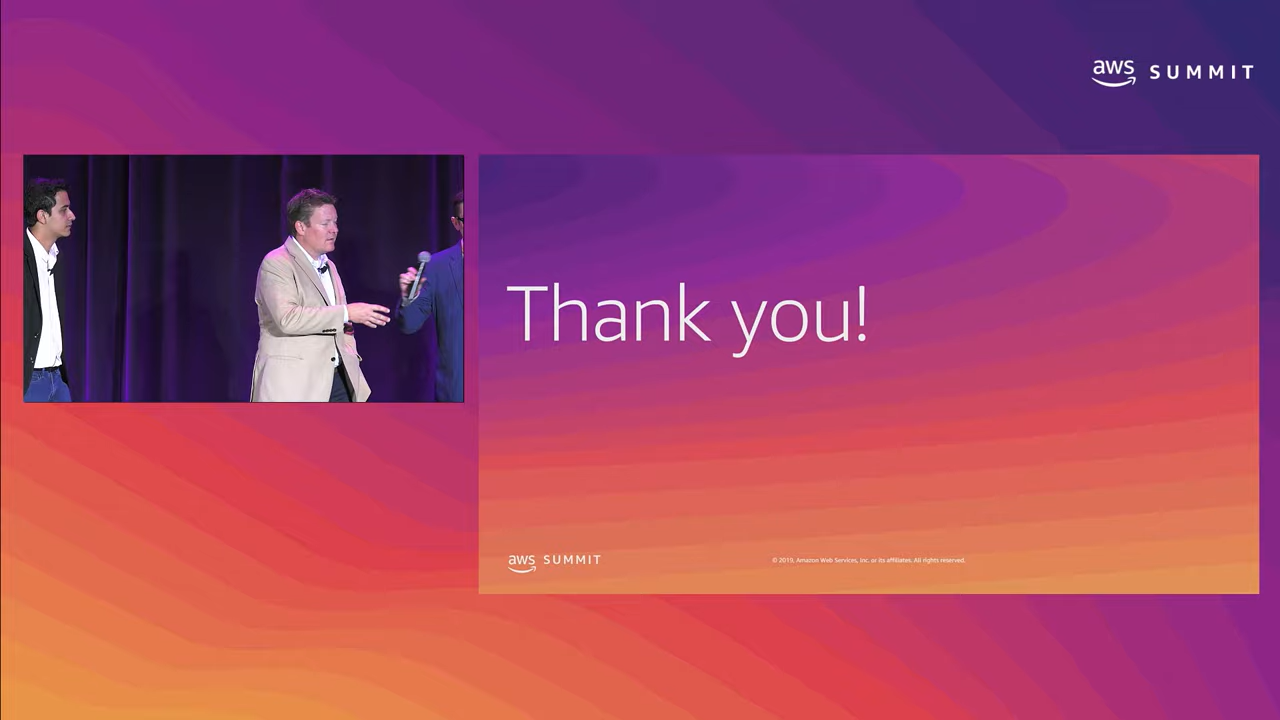 aws SUMMIT
Thank you!
aws SUMMIT
© 2019, Amazon Web Services, Inc. or its affiliates. All rights reserved.